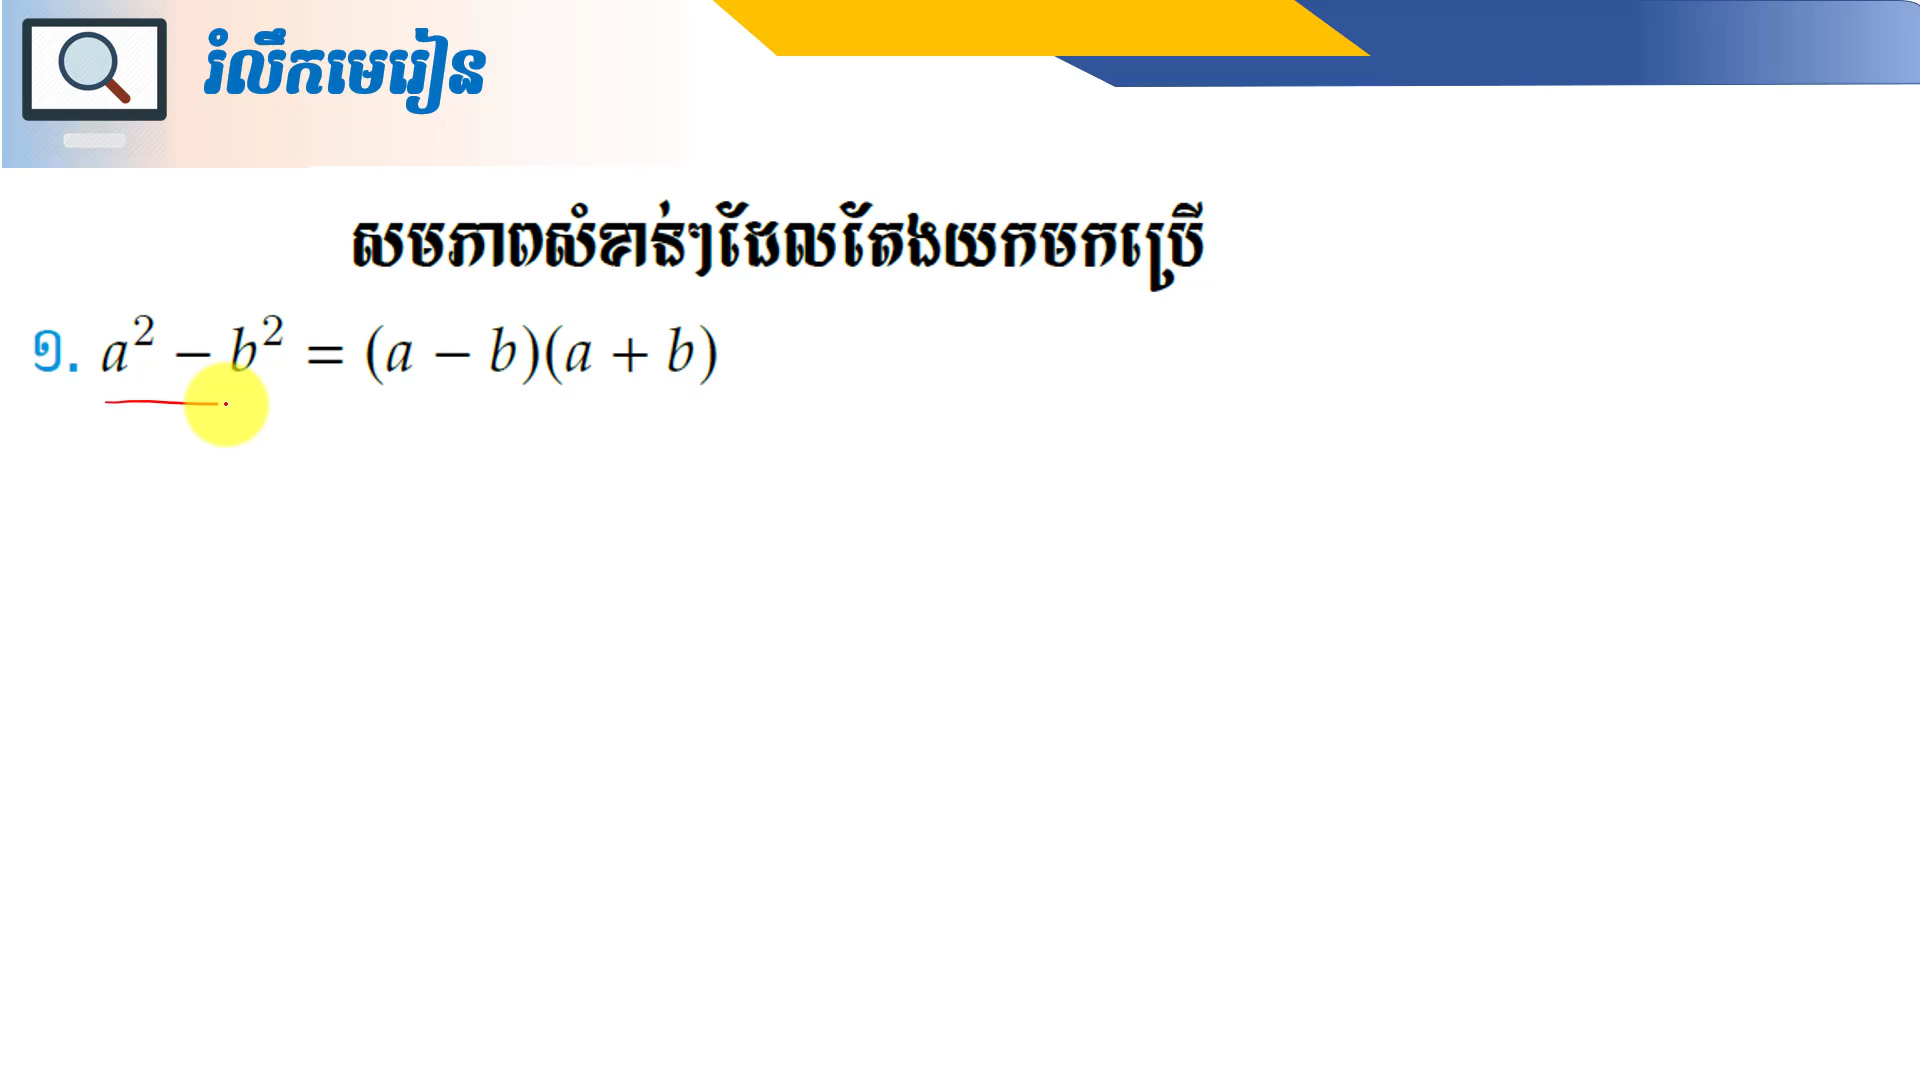 រំលឹកមេរៀន
សមភាពសំខាន់ៗដែលតែងយកមកប្រើ
១. a² − b² = (a − b)(a + b)